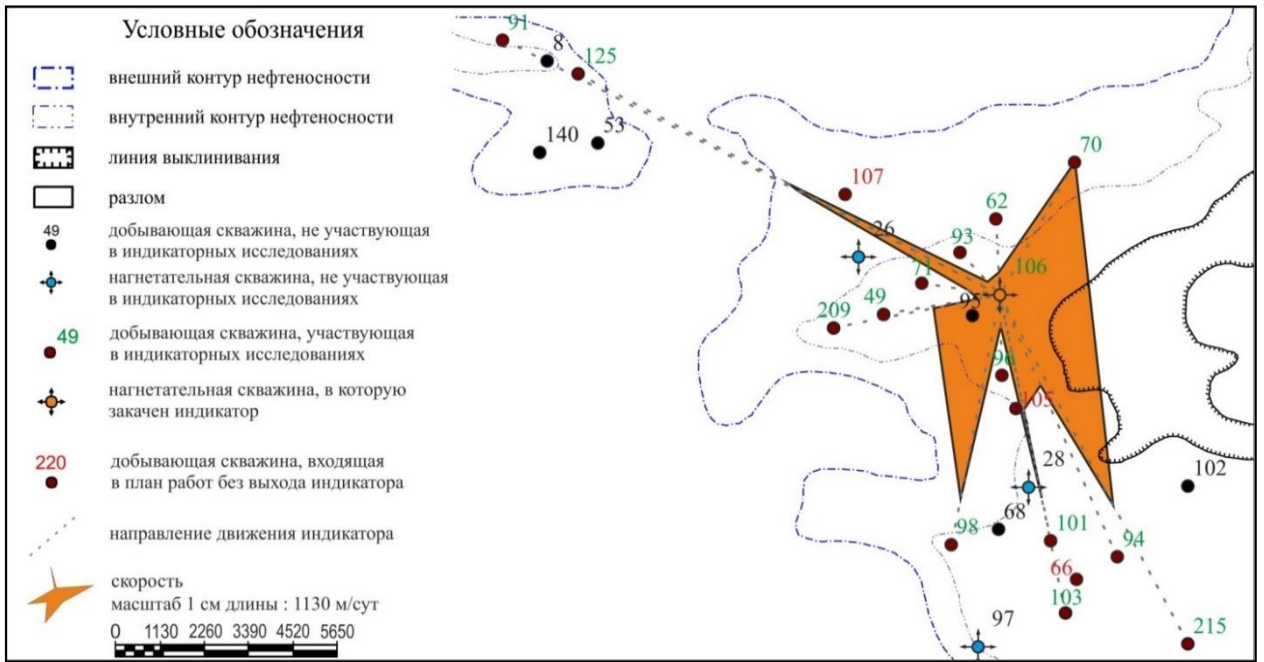 Условные обозначения
внешний контур нефтеносности
внутренний контур нефтеносности
линия выклинивания
разлом
49
добывающая скважина, не участвующая
в индикаторных исследованиях
нагнетательная скважина, не участвующая
в индикаторных исследованиях
49
добывающая скважина, участвующая
в индикаторных исследованиях
нагнетательная скважина, в которую
закачен индикатор
220
добывающая скважина, входящая
в план работ без выхода индикатора
направление движения индикатора
скорость
масштаб 1 см длины : 1130 м/сут
0 1130 2260 3390 4520 5650
91
8
125
140
53
107
70
62
26
93
71
106
209
49
95
96
105
28
102
98
68
101
94
66
103
97
215